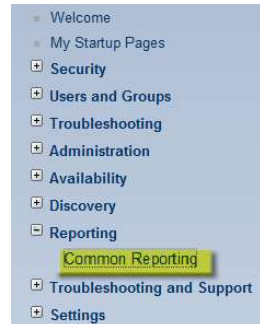 Welcome
My Startup Pages
Security
Users and Groups
Troubleshooting
Administration
Availability
Discovery
Reporting
Common Reporting
Troubleshooting and Support
Settings